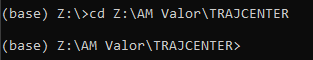 (base) Z:\>cd Z:\AM Valor\TRAJCENTER
(base) Z:\AM Valor\TRAJCENTER>